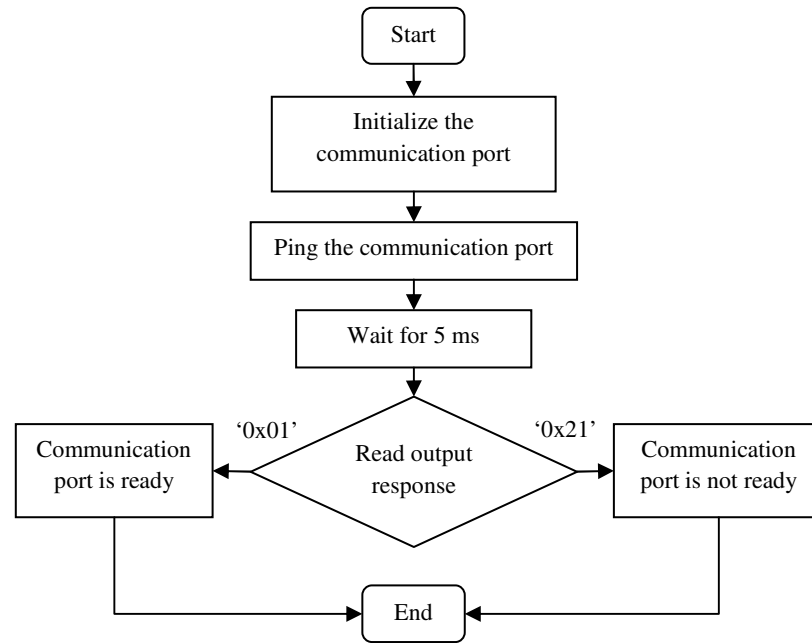 Start
Initialize the
communication port
Ping the communication port
Wait for 5 ms
‘0x01’
‘0x21’
Communication
port is ready
Read output
response
Communication
port is not ready
End